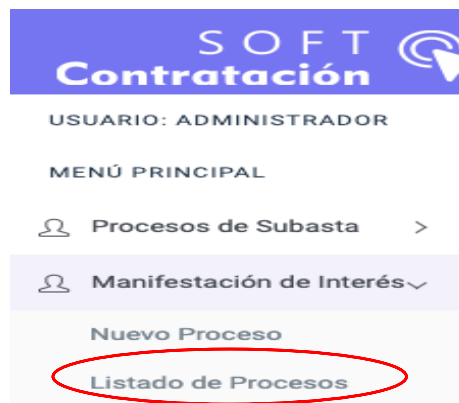 SOFT
Contratación
USUARIO: ADMINISTRADOR
MENÚ PRINCIPAL
Procesos de Subasta >
Manifestación de Interés
Nuevo Proceso
Listado de Procesos